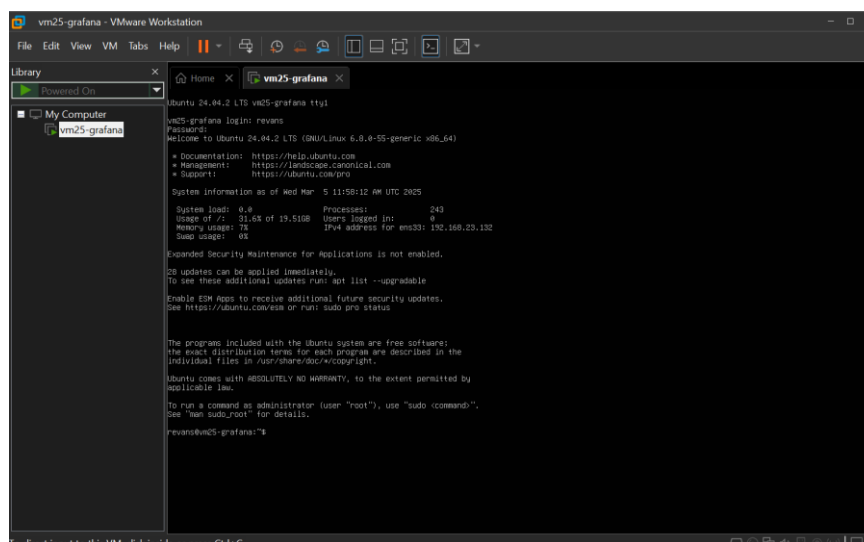 vm25-grafana - VMware Workstation
File Edit View VM Tabs Help
Library
Home
vm25-grafana
Powered On
My Computer
vm25-grafana
Ubuntu 24.04.2 LTS vm25-grafana tty1
vm25-grafana login: revans
Password:
Welcome to Ubuntu 24.04.2 LTS (GNU/Linux 6.8.0-55-generic x86_64)
* Documentation: https://help.ubuntu.com
* Management: https://landscape.canonical.com
* Support: https://ubuntu.com/pro
System information as of Wed Mar 5 11:58:12 AM UTC 2025
System load: 0.0 Processes: 243
Usage of /: 31.6% of 19.51GB Users logged in: 0
Memory usage: 7% IPv4 address for ens33: 192.168.23.132
Swap usage: 0%
Expanded Security Maintenance for Applications is not enabled.
28 updates can be applied immediately.
To see these additional updates run: apt list --upgradable
Enable ESM Apps to receive additional future security updates.
See https://ubuntu.com/esm or run: sudo pro status
The programs included with the Ubuntu system are free software;
the exact distribution terms for each program are described in the
individual files in /usr/share/doc/*/copyright.
Ubuntu comes with ABSOLUTELY NO WARRANTY, to the extent permitted by
applicable law.
To run a command as administrator (user "root"), use "sudo <command>".
See "man sudo_root" for details.
revans@vm25-grafana:~$